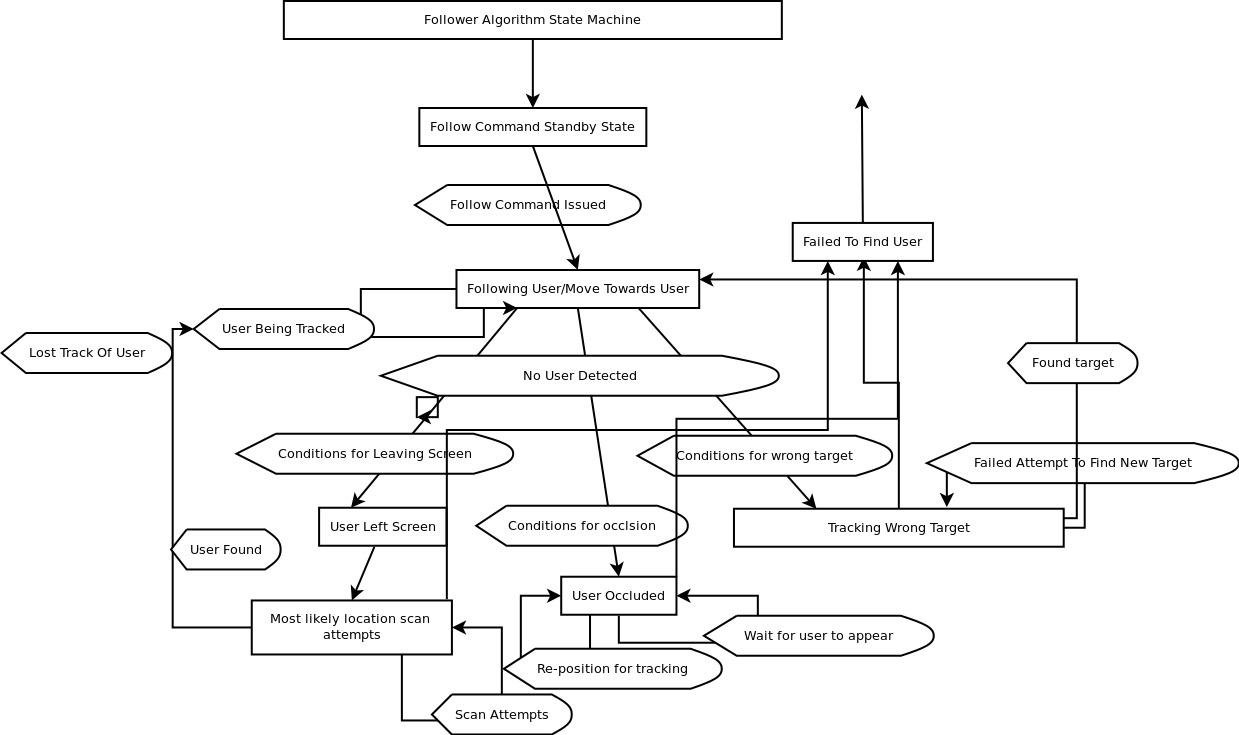 Follower Algorithm State Machine
Follow Command Standby State
Follow Command Issued
Failed To Find User
Following User/Move Towards User
User Being Tracked
Lost Track Of User
Found target
No User Detected
Conditions for Leaving Screen
Conditions for wrong target
Failed Attempt To Find New Target
User Left Screen
Conditions for occlsion
Tracking Wrong Target
User Found
User Occluded
Most likely location scan
attempts
Wait for user to appear
Re-position for tracking
Scan Attempts